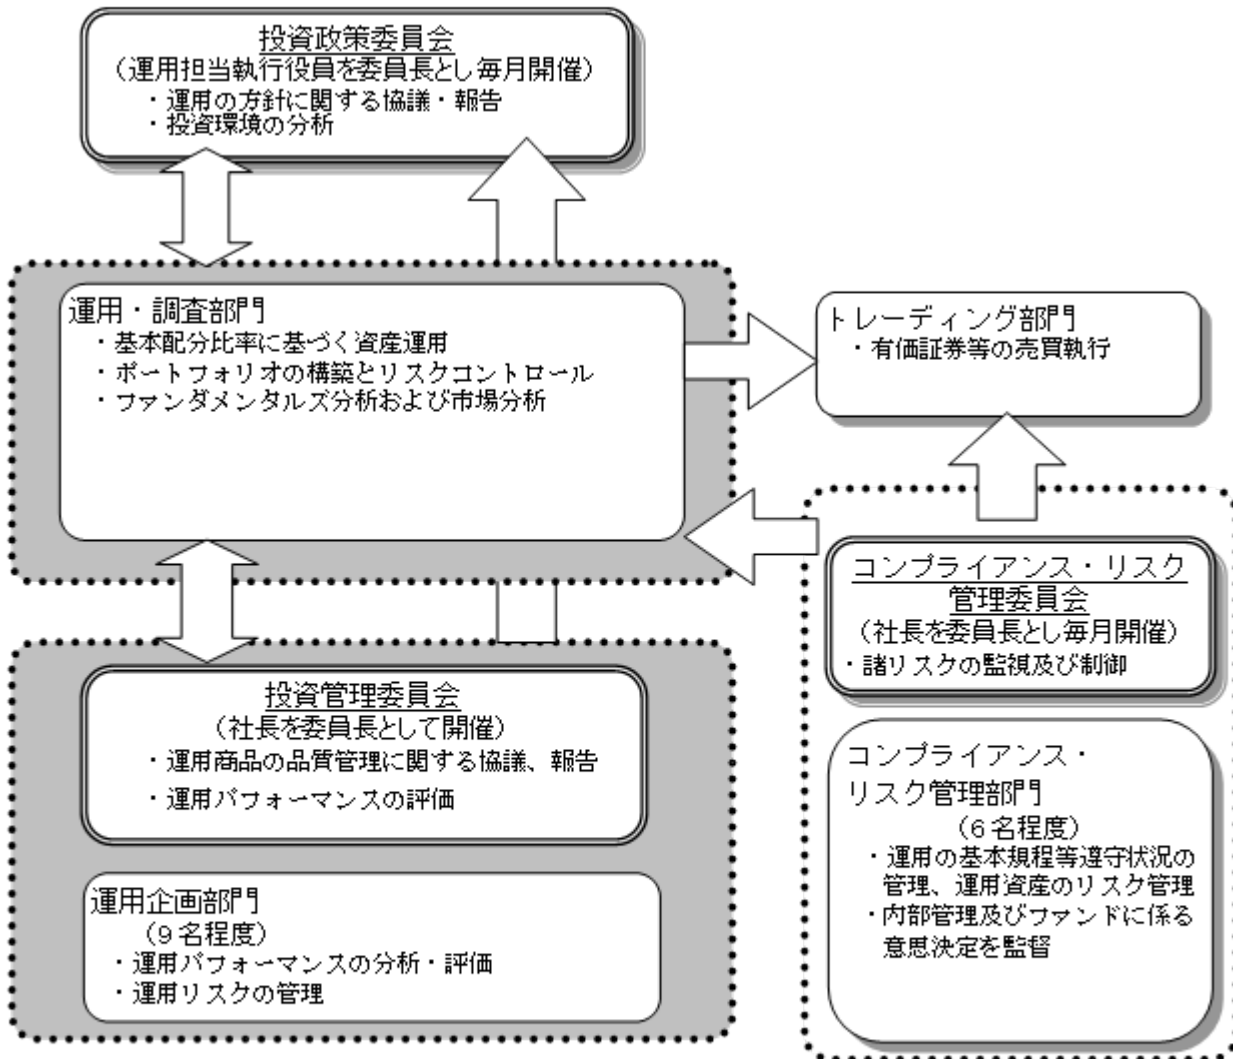 投資政策委員会
（運用担当執行役員を委員長とし毎月開催）
・運用の方針に関する協議・報告
・投資環境の分析
運用・調査部門
・基本配分比率に基づく資産運用
・ポートフォリオの構築とリスクコントロール
・ファンダメンタルズ分析および市場分析
トレーディング部門
・有価証券等の売買執行
コンプライアンス・リスク
管理委員会
（社長を委員長とし毎月開催）
・諸リスクの監視及び制御
投資管理委員会
（社長を委員長として開催）
・運用商品の品質管理に関する協議、報告
・運用パフォーマンスの評価
運用企画部門
（９名程度）
・運用パフォーマンスの分析・評価
・運用リスクの管理
コンプライアンス・
リスク管理部門
（６名程度）
・運用の基本規程等遵守状況の
管理、運用資産のリスク管理
・内部管理及びファンドに係る
意思決定を監督